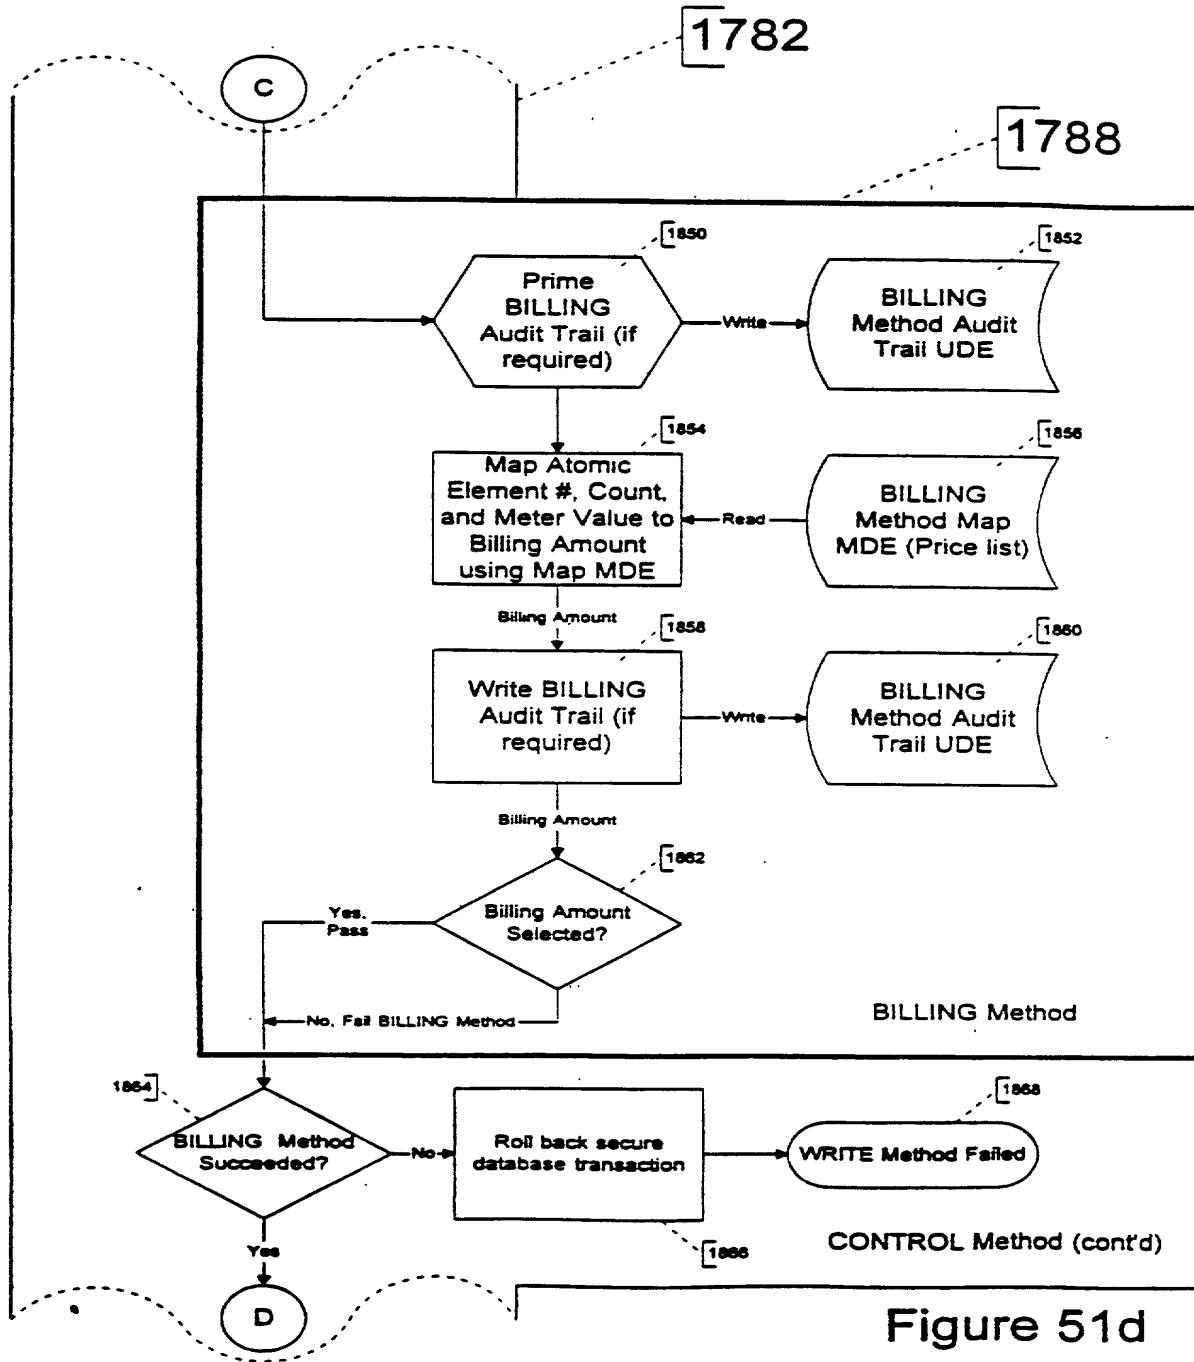 1782
C
1788
1850
Prime
BILLING
Audit Trail (if
required)
Write
1852
BILLING
Method Audit
Trail UDE
1854
Map Atomic
Element #, Count,
and Meter Value to
Billing Amount
using Map MDE
Read
1856
BILLING
Method Map
MDE (Price list)
Billing Amount
1858
Write BILLING
Audit Trail (if
required)
Write
1860
BILLING
Method Audit
Trail UDE
Billing Amount
1862
Billing Amount
Selected?
Yes,
Pass
No, Fail BILLING Method
BILLING Method
1864
BILLING Method
Succeeded?
No
Roll back secure
database transaction
1866
1868
WRITE Method Failed
Yes
CONTROL Method (cont'd)
D
Figure 51d